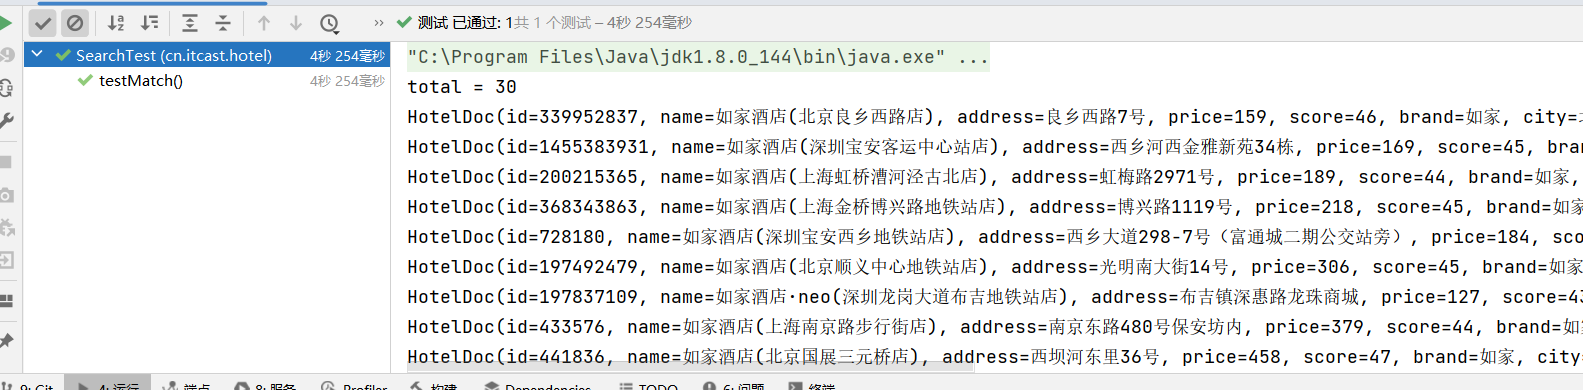 测试 已通过: 1共 1 个测试 – 4秒 254毫秒
SearchTest (cn.itcast.hotel) 4秒 254毫秒
testMatch() 4秒 254毫秒
"C:\Program Files\Java\jdk1.8.0_144\bin\java.exe" ...
total = 30
HotelDoc(id=339952837, name=如家酒店(北京良乡西路店), address=良乡西路7号, price=159, score=46, brand=如家, city=
HotelDoc(id=1455383931, name=如家酒店(深圳宝安客运中心站店), address=西乡河西金雅新苑34栋, price=169, score=45, bran
HotelDoc(id=200215365, name=如家酒店(上海虹桥漕河泾古北店), address=虹梅路2971号, price=189, score=44, brand=如家,
HotelDoc(id=368343863, name=如家酒店(上海金桥博兴路地铁站店), address=博兴路1119号, price=218, score=45, brand=如家
HotelDoc(id=728180, name=如家酒店(深圳宝安西乡地铁站店), address=西乡大道298-7号（富通城二期公交站旁）, price=184, sco
HotelDoc(id=197492479, name=如家酒店(北京顺义中心地铁站店), address=光明南大街14号, price=306, score=45, brand=如家
HotelDoc(id=197837109, name=如家酒店·neo(深圳龙岗大道布吉地铁站店), address=布吉镇深惠路龙珠商城, price=127, score=43
HotelDoc(id=433576, name=如家酒店(上海南京路步行街店), address=南京东路480号保安坊内, price=379, score=44, brand=如家
HotelDoc(id=441836, name=如家酒店(北京国展三元桥店), address=西坝河东里36号, price=458, score=47, brand=如家, city=
9: Git 4: 运行 端点 8: 服务 Profiler 构建 Dependencies TODO 6: 问题 终端